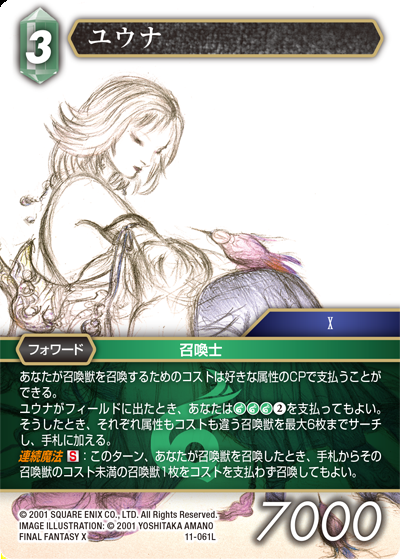 3
ユウナ
X
フォワード
召喚士
あなたが召喚獣を召喚するためのコストは好きな属性のCPで支払うことが
できる。
ユウナがフィールドに出たとき、あなたは2を支払ってもよい。
そうしたとき、それぞれ属性もコストも違う召喚獣を最大6枚までサーチ
し、手札に加える。
連続魔法 S：このターン、あなたが召喚獣を召喚したとき、手札からその
召喚獣のコスト未満の召喚獣1枚をコストを支払わず召喚してもよい。
© 2001 SQUARE ENIX CO., LTD. All Rights Reserved.
IMAGE ILLUSTRATION: © 2001 YOSHITAKA AMANO
FINAL FANTASY X
11-061L
7000